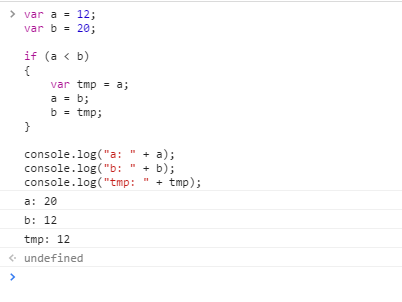 > var a = 12;
var b = 20;
if (a < b)
{
var tmp = a;
a = b;
b = tmp;
}
console.log("a: " + a);
console.log("b: " + b);
console.log("tmp: " + tmp);
a: 20
b: 12
tmp: 12
undefined
>